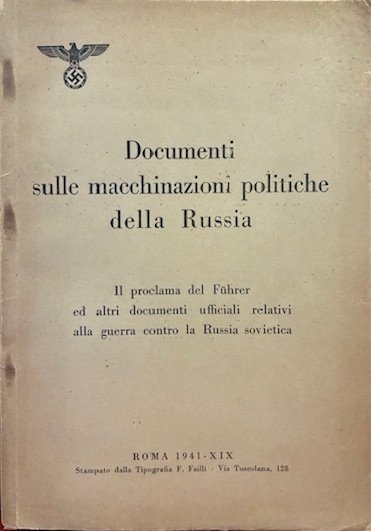 Documenti
sulle macchinazioni politiche
della Russia
Il proclama del Führer
ed altri documenti ufficiali relativi
alla guerra contro la Russia sovietica
ROMA 1941-XIX
Stampato dalla Tipografia F. Failli - Via Tuscolana, 128